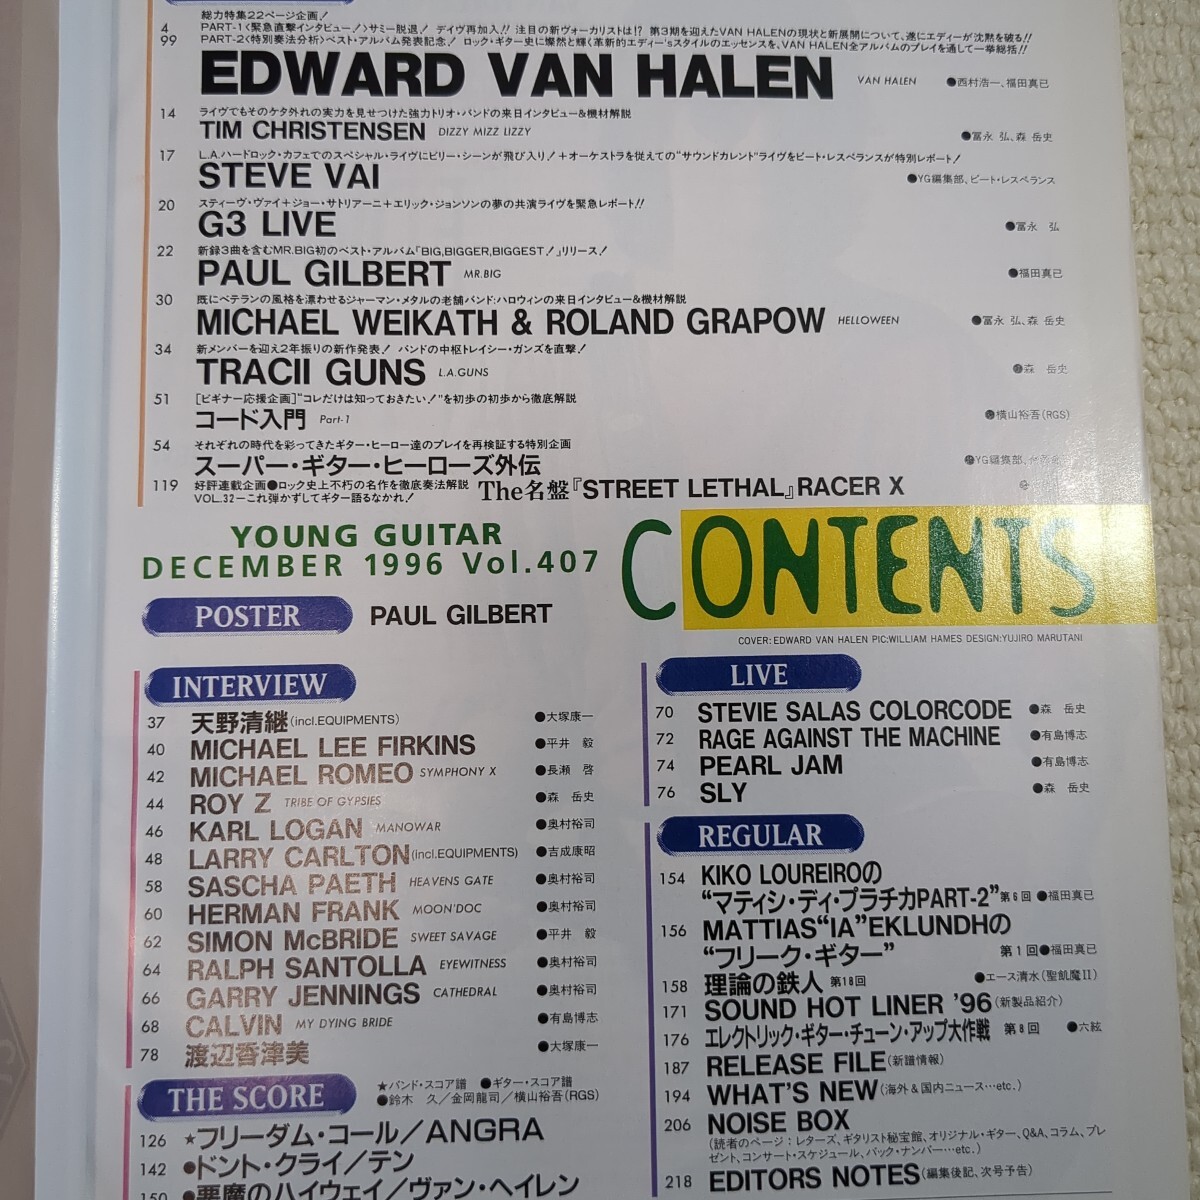 総力特集22ページ企画!
4 PART-1〈緊急直撃インタビュー!〉サミー脱退! デイヴ再加入!! 注目の新ヴォーカリストは!? 第3期を迎えたVAN HALENの現状と新展開について、遂にエディーが沈黙を破る!!
99 PART-2〈特別奏法分析〉ベスト・アルバム発表記念! ロック・ギター史に燦然と輝く革新的エディー'sスタイルのエッセンスを、VAN HALEN全アルバムのプレイを通して一挙総括!!
EDWARD VAN HALEN VAN HALEN ●西村浩一、福田真已
14 ライヴでもそのケタ外れの実力を見せつけた強力トリオ・バンドの来日インタビュー&機材解説
TIM CHRISTENSEN DIZZY MIZZ LIZZY ●冨永 弘、森 岳史
17 L.A.ハードロック・カフェでのスペシャル・ライヴにビリー・シーンが飛び入り!+オーケストラを従えての“サウンドカレント”ライヴをピート・レスペランスが特別レポート!
STEVE VAI ●YG編集部、ピート・レスペランス
20 スティーヴ・ヴァイ+ジョー・サトリアーニ+エリック・ジョンソンの夢の共演ライヴを緊急レポート!!
G3 LIVE ●冨永 弘
22 新録3曲を含むMR.BIG初のベスト・アルバム『BIG,BIGGER,BIGGEST!』リリース!
PAUL GILBERT MR.BIG ●福田真已
30 既にベテランの風格を漂わせるジャーマン・メタルの老舗バンド:ハロウィンの来日インタビュー&機材解説
MICHAEL WEIKATH & ROLAND GRAPOW HELLOWEEN ●冨永 弘、森 岳史
34 新メンバーを迎え2年振りの新作発表! バンドの中枢トレイシー・ガンズを直撃!
TRACII GUNS L.A.GUNS ●森 岳史
51 [ビギナー応援企画]“コレだけは知っておきたい!”を初歩の初歩から徹底解説
コード入門 Part-1 ●横山裕吾(RGS)
54 それぞれの時代を彩ってきたギター・ヒーロー達のプレイを再検証する特別企画
スーパー・ギター・ヒーローズ外伝 ●YG編集部、
119 好評連載企画●ロック史上不朽の名作を徹底奏法解説
VOL.32ーこれ弾かずしてギター語るなかれ! The名盤『STREET LETHAL』RACER X
YOUNG GUITAR
DECEMBER 1996 Vol.407
CONTENTS
POSTER PAUL GILBERT
COVER:EDWARD VAN HALEN PIC:WILLIAM HAMES DESIGN:YUJIRO MARUTANI
INTERVIEW
37 天野清継(incl.EQUIPMENTS) ●大塚康一
40 MICHAEL LEE FIRKINS ●平井 毅
42 MICHAEL ROMEO SYMPHONY X ●長瀬 啓
44 ROY Z TRIBE OF GYPSIES ●森 岳史
46 KARL LOGAN MANOWAR ●奥村裕司
48 LARRY CARLTON(incl.EQUIPMENTS) ●吉成康昭
58 SASCHA PAETH HEAVENS GATE ●奥村裕司
60 HERMAN FRANK MOON'DOC ●奥村裕司
62 SIMON McBRIDE SWEET SAVAGE ●平井 毅
64 RALPH SANTOLLA EYEWITNESS ●奥村裕司
66 GARRY JENNINGS CATHEDRAL ●奥村裕司
68 CALVIN MY DYING BRIDE ●有島博志
78 渡辺香津美 ●大塚康一
THE SCORE ★バンド・スコア譜 ●ギター・スコア譜
●鈴木 久/金岡龍司/横山裕吾(RGS)
126 ★フリーダム・コール/ANGRA
142 ●ドント・クライ/テン
150 ●悪魔のハイウェイ/ヴァン・ヘイレン
LIVE
70 STEVIE SALAS COLORCODE ●森 岳史
72 RAGE AGAINST THE MACHINE ●有島博志
74 PEARL JAM ●有島博志
76 SLY ●森 岳史
REGULAR
154 KIKO LOUREIROの
“マティシ・ディ・プラチカPART-2”第6回 ●福田真已
156 MATTIAS“IA”EKLUNDHの
“フリーク・ギター” 第1回●福田真已
158 理論の鉄人 第18回 ●エース清水(聖飢魔II)
171 SOUND HOT LINER '96(新製品紹介)
176 エレクトリック・ギター・チューン・アップ大作戦 第8回 ●六絃
187 RELEASE FILE(新譜情報)
194 WHAT'S NEW(海外&国内ニュース…etc.)
206 NOISE BOX
(読者のページ:レターズ、ギタリスト秘宝館、オリジナル・ギター、Q&A、コラム、プレ
ゼント、コンサート・スケジュール、バック・ナンバー…etc.)
218 EDITORS NOTES(編集後記、次号予告)